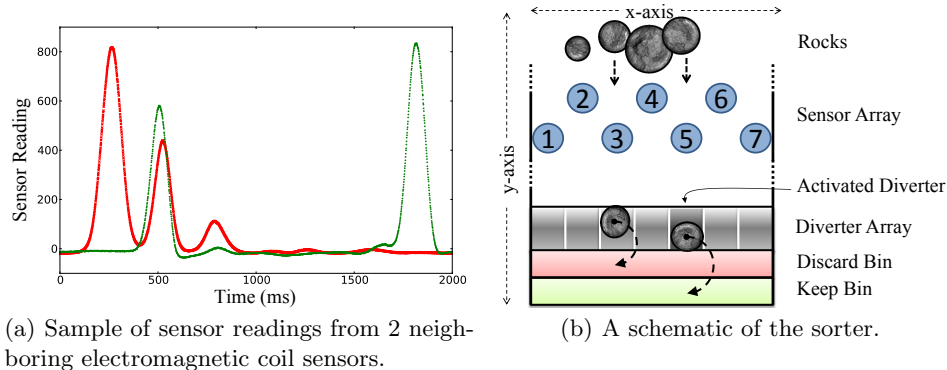 800
600
400
200
0
0
500
1000
1500
2000
Sensor Reading
Time (ms)
(a) Sample of sensor readings from 2 neigh-
boring electromagnetic coil sensors.
x-axis
y-axis
Rocks
2 4 6
Sensor Array
1 3 5 7
Activated Diverter
Diverter Array
Discard Bin
Keep Bin
(b) A schematic of the sorter.